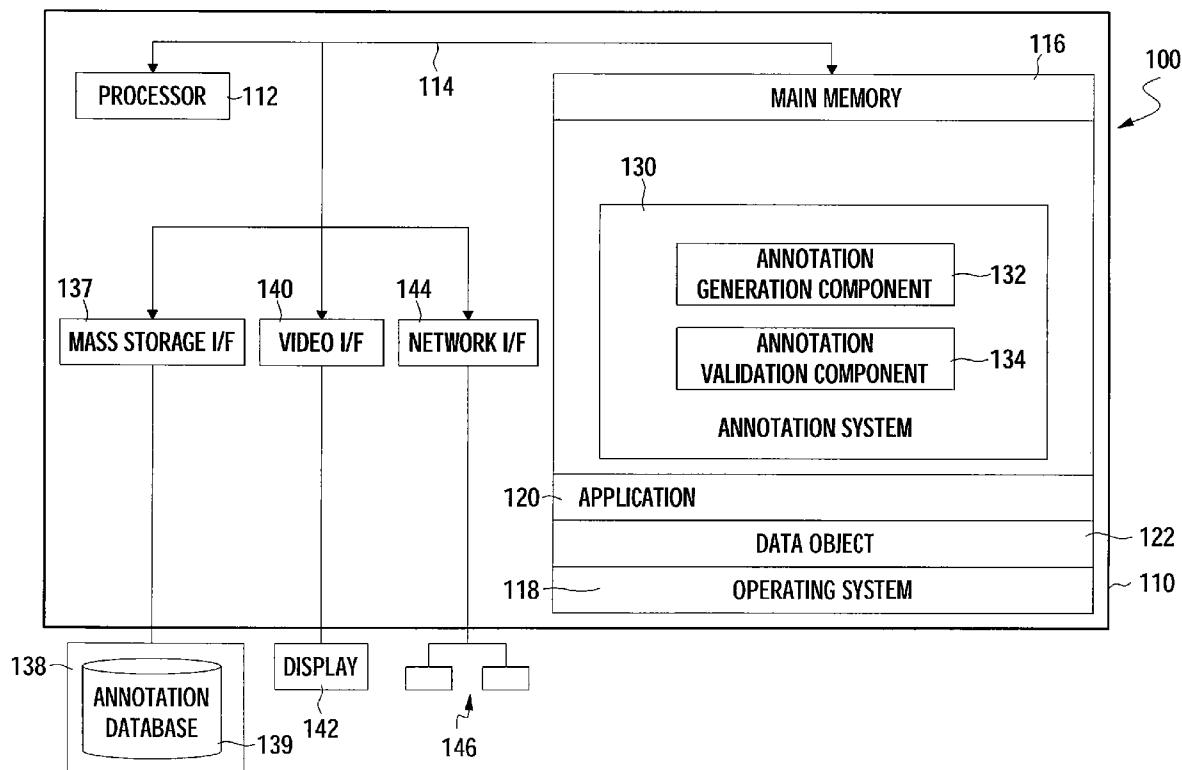 100
116
PROCESSOR
112
114
MAIN MEMORY
130
ANNOTATION
GENERATION COMPONENT
132
137
140
144
MASS STORAGE I/F
VIDEO I/F
NETWORK I/F
ANNOTATION
VALIDATION COMPONENT
134
ANNOTATION SYSTEM
120
APPLICATION
DATA OBJECT
122
118
OPERATING SYSTEM
110
138
ANNOTATION
DATABASE
139
DISPLAY
142
146